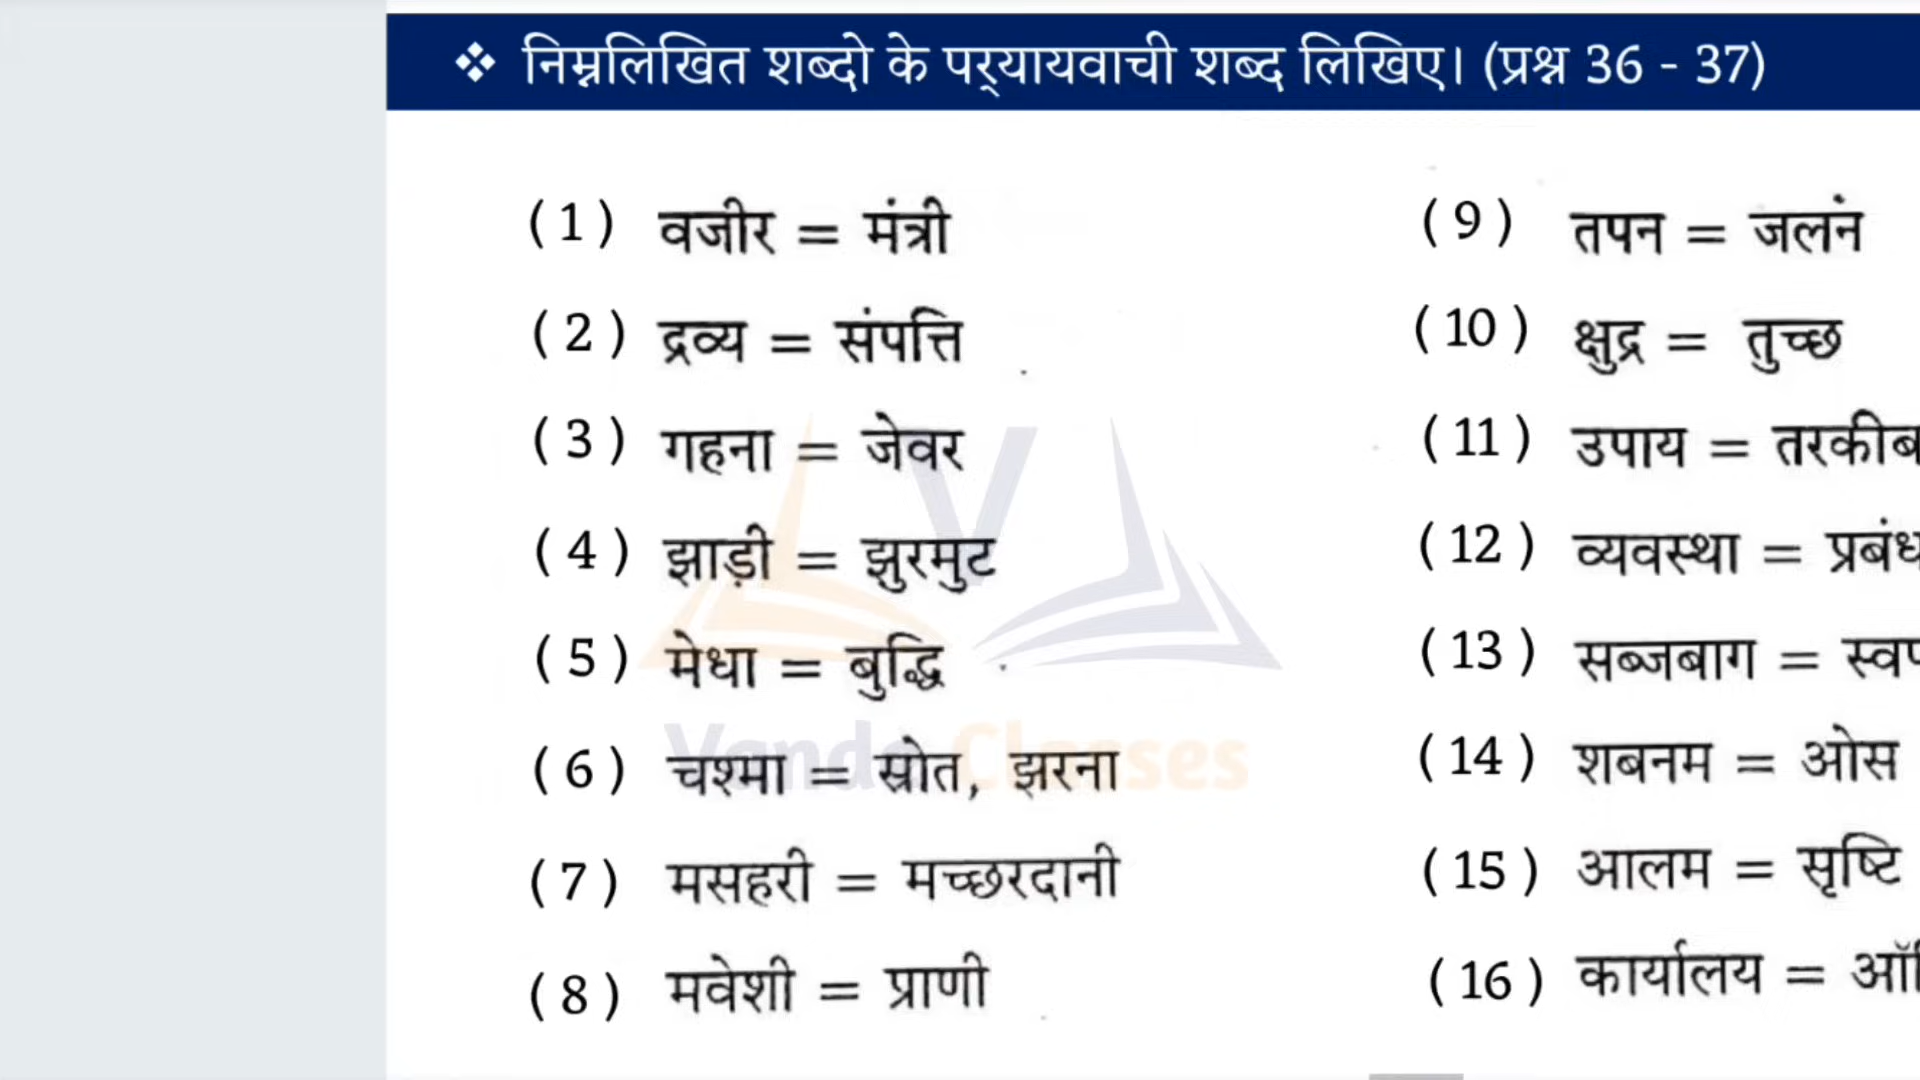 ❖ निम्नलिखित शब्दो के पर्‍यायवाची शब्द लिखिए। (प्रश्न 36 - 37)
(1) वजीर = मंत्री
(2) द्रव्य = संपत्ति
(3) गहना = जेवर
(4) झाड़ी = झुरमुट
(5) मेधा = बुद्धि
(6) चश्मा = स्रोत, झरना
(7) मसहरी = मच्छरदानी
(8) मवेशी = प्राणी
(9) तपन = जलन
(10) क्षुद्र = तुच्छ
(11) उपाय = तरकीब
(12) व्यवस्था = प्रबंध
(13) सब्जबाग =
(14) शबनम = ओस
(15) आलम = सृष्टि
(16) कार्यालय =
Vande Classes